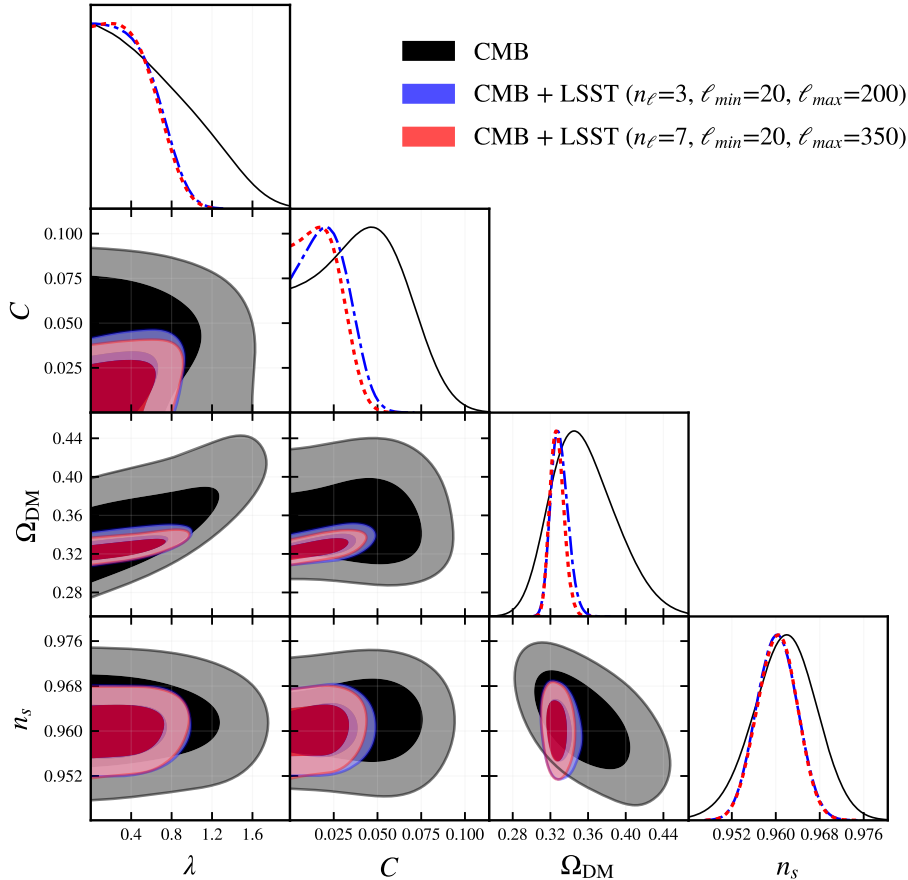 CMB
CMB + LSST (nℓ=3, ℓmin=20, ℓmax=200)
CMB + LSST (nℓ=7, ℓmin=20, ℓmax=350)
0.100
0.075
0.050
0.025
C
0.44
0.40
0.36
0.32
0.28
ΩDM
0.976
0.968
0.960
0.952
ns
0.4 0.8 1.2 1.6
0.025 0.050 0.075 0.100
0.28 0.32 0.36 0.40 0.44
0.952 0.960 0.968 0.976
λ
C
ΩDM
ns